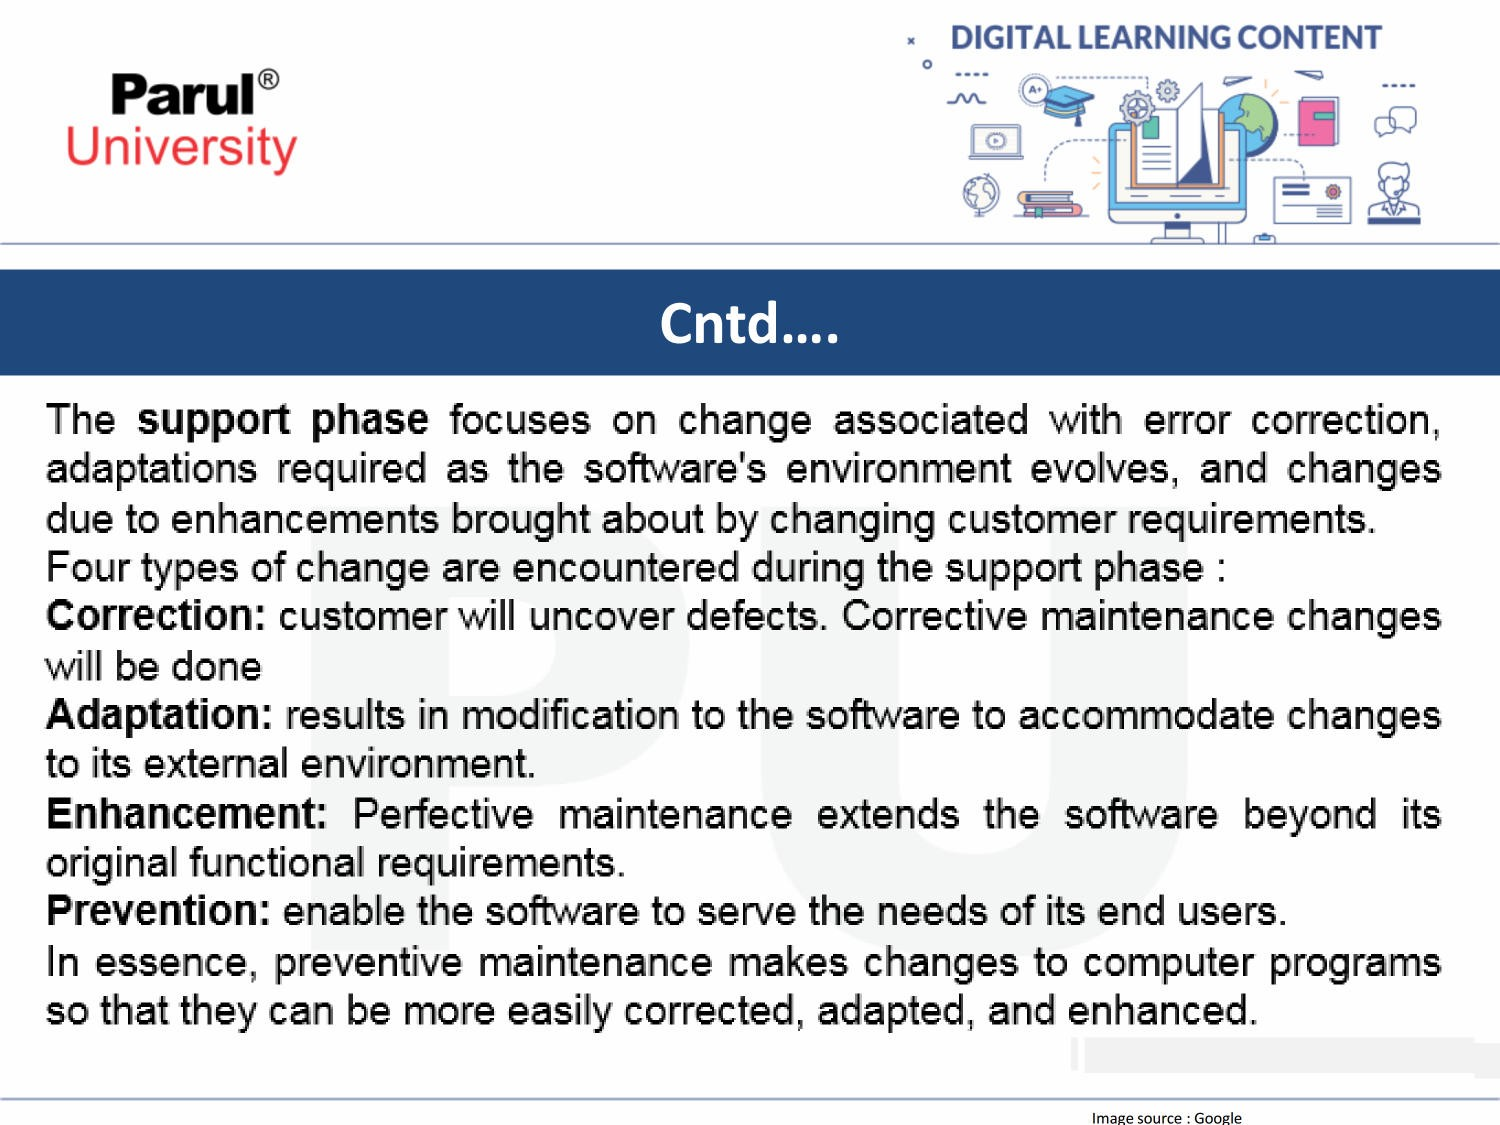 DIGITAL LEARNING CONTENT
Parul®
University
A+
Cntd....
The support phase focuses on change associated with error correction,
adaptations required as the software's environment evolves, and changes
due to enhancements brought about by changing customer requirements.
Four types of change are encountered during the support phase :
Correction: customer will uncover defects. Corrective maintenance changes
will be done
Adaptation: results in modification to the software to accommodate changes
to its external environment.
Enhancement: Perfective maintenance extends the software beyond its
original functional requirements.
Prevention: enable the software to serve the needs of its end users.
In essence, preventive maintenance makes changes to computer programs
so that they can be more easily corrected, adapted, and enhanced.
PU
Image source : Google